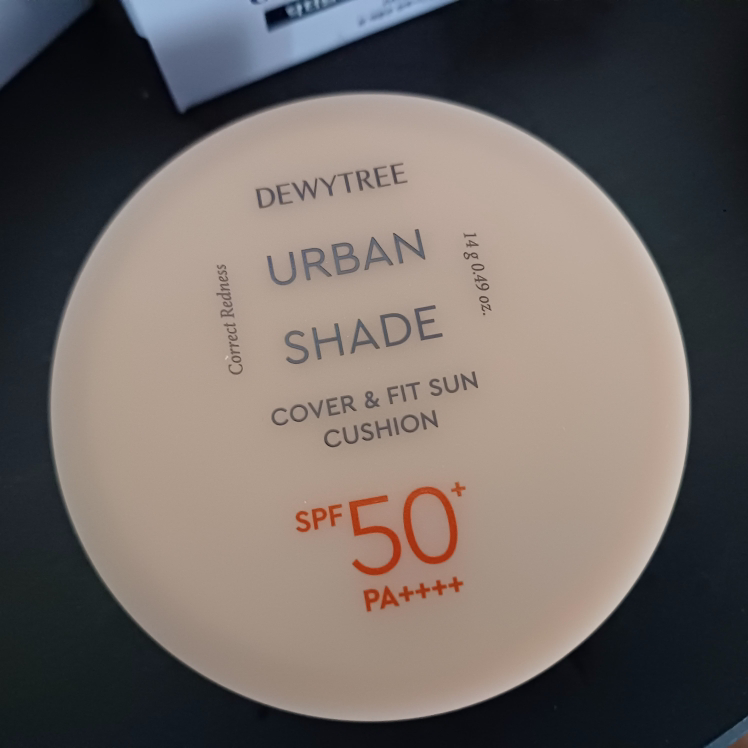 DEWYTREE
URBAN
SHADE
Correct Redness
14 g 0.49 oz.
COVER & FIT SUN
CUSHION
SPF 50+
PA++++